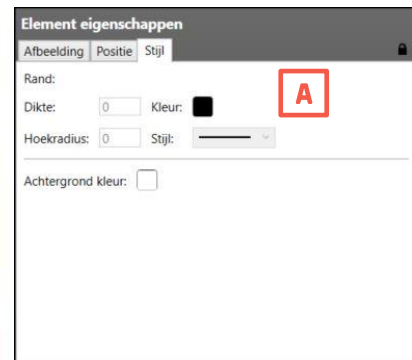 Element eigenschappen
Afbeelding Positie Stijl
Rand:
Dikte: 0 Kleur:
A
Hoekradius: 0 Stijl:
Achtergrond kleur: